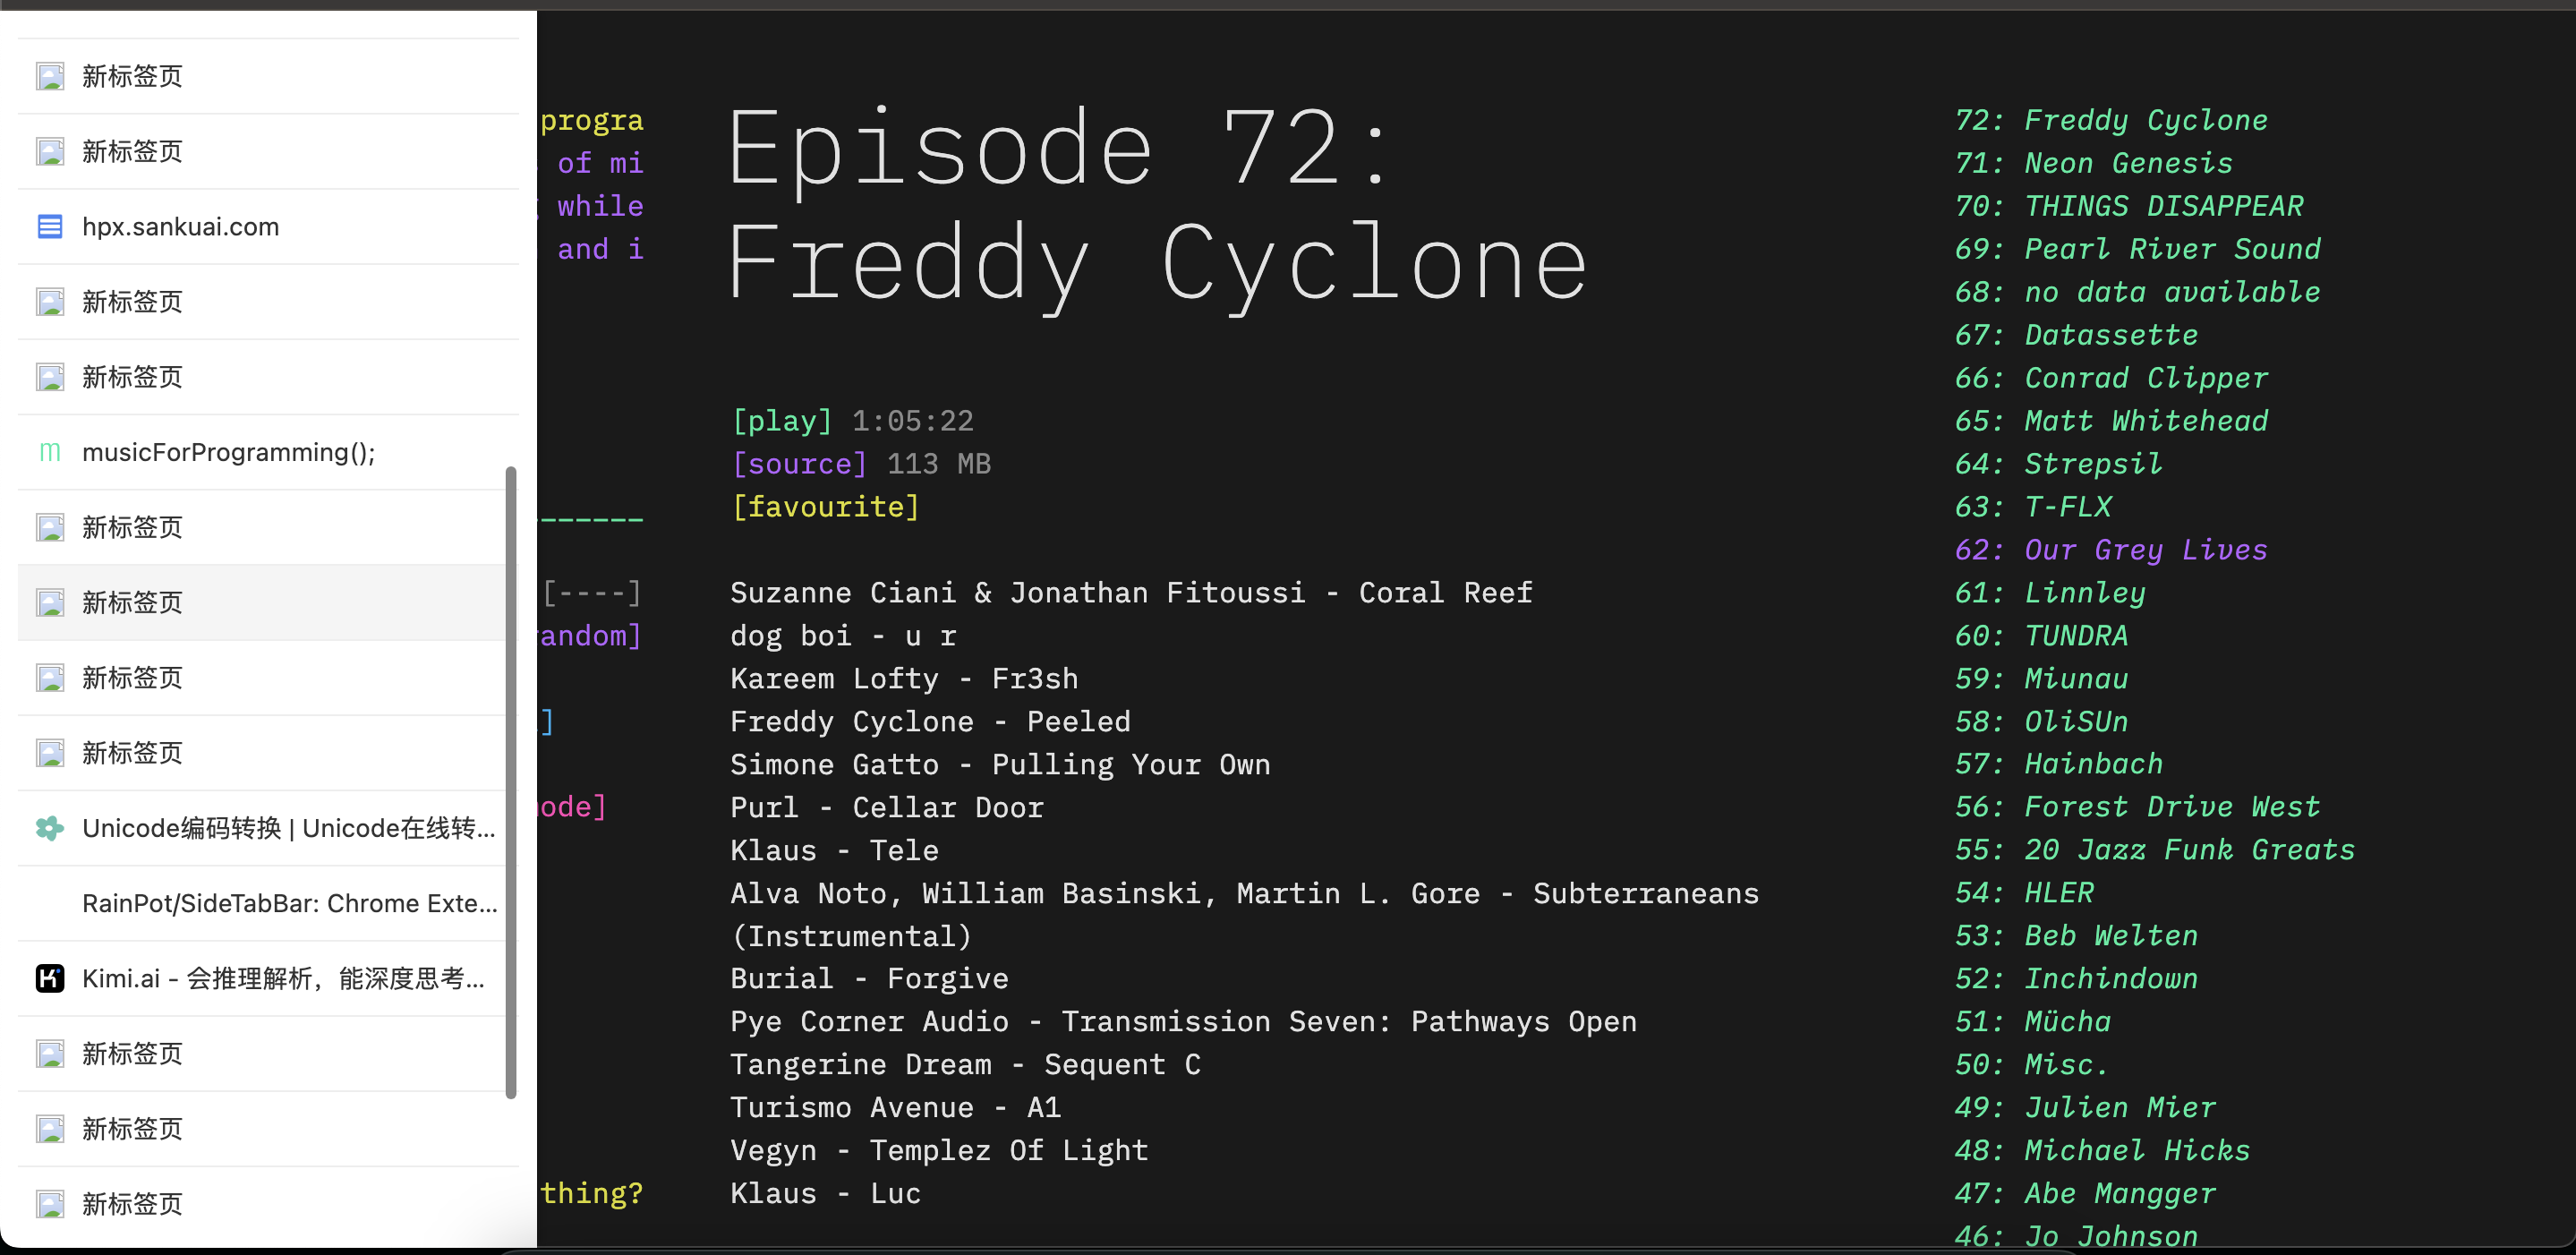 新标签页
新标签页
hpx.sankuai.com
新标签页
新标签页
musicForProgramming();
新标签页
新标签页
新标签页
新标签页
Unicode编码转换 | Unicode在线转...
RainPot/SideTabBar: Chrome Exte...
Kimi.ai - 会推理解析，能深度思考...
新标签页
新标签页
新标签页
progra
of mi
while
and i
------
[----]
andom]
]
ode]
thing?
Episode 72:
Freddy Cyclone
[play] 1:05:22
[source] 113 MB
[favourite]
Suzanne Ciani & Jonathan Fitoussi - Coral Reef
dog boi - u r
Kareem Lofty - Fr3sh
Freddy Cyclone - Peeled
Simone Gatto - Pulling Your Own
Purl - Cellar Door
Klaus - Tele
Alva Noto, William Basinski, Martin L. Gore - Subterraneans
(Instrumental)
Burial - Forgive
Pye Corner Audio - Transmission Seven: Pathways Open
Tangerine Dream - Sequent C
Turismo Avenue - A1
Vegyn - Templez Of Light
Klaus - Luc
72: Freddy Cyclone
71: Neon Genesis
70: THINGS DISAPPEAR
69: Pearl River Sound
68: no data available
67: Datassette
66: Conrad Clipper
65: Matt Whitehead
64: Strepsil
63: T-FLX
62: Our Grey Lives
61: Linnley
60: TUNDRA
59: Miunau
58: OliSUn
57: Hainbach
56: Forest Drive West
55: 20 Jazz Funk Greats
54: HLER
53: Beb Welten
52: Inchindown
51: Mücha
50: Misc.
49: Julien Mier
48: Michael Hicks
47: Abe Mangger
46: Jo Johnson